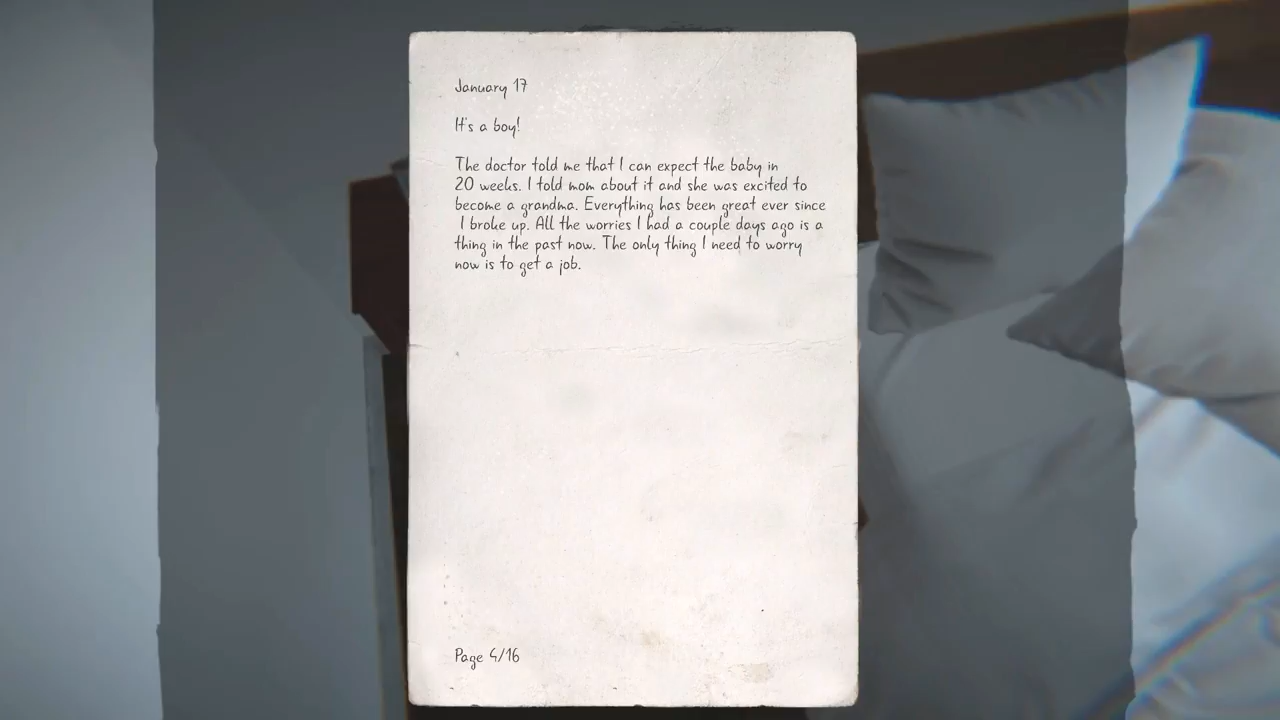 January 17
It's a boy!
The doctor told me that I can expect the baby in
20 weeks. I told mom about it and she was excited to
become a grandma. Everything has been great ever since
I broke up. All the worries I had a couple days ago is a
thing in the past now. The only thing I need to worry
now is to get a job.
Page 4/16